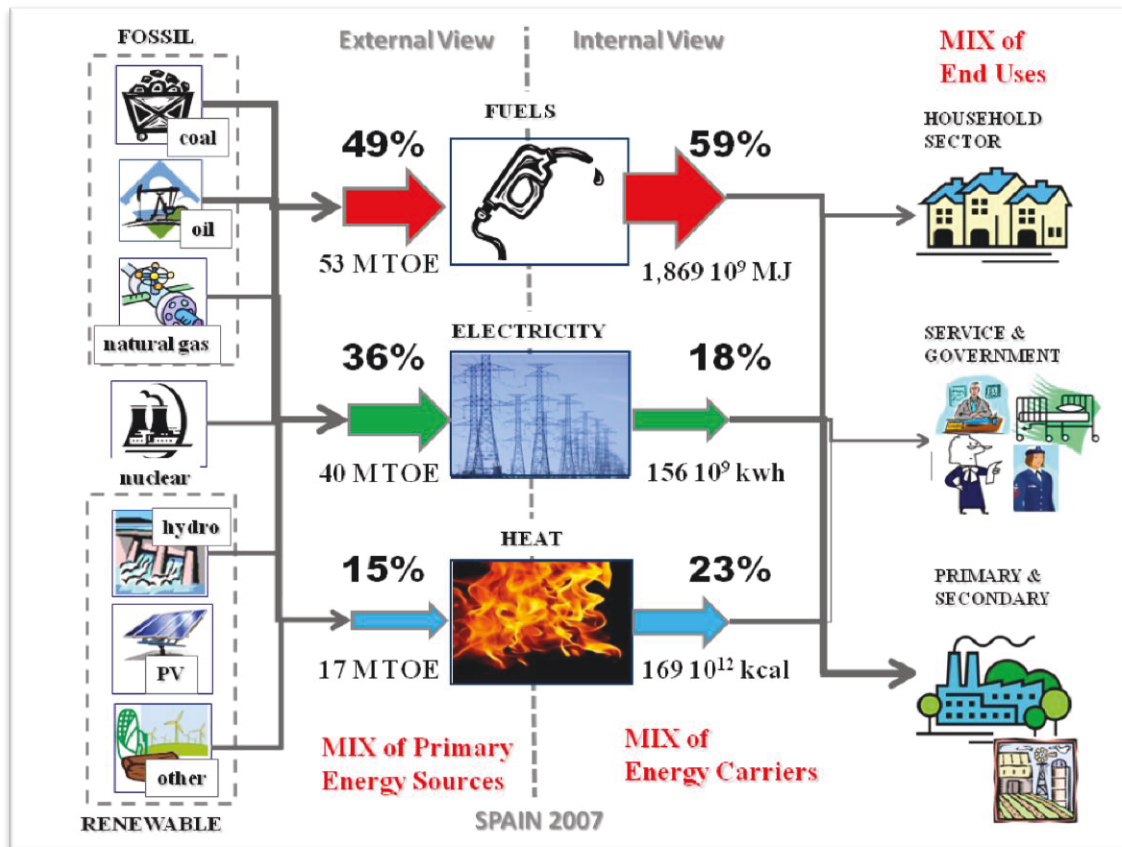 FOSSIL
External View
Internal View
MIX of
End Uses
coal
oil
natural gas
nuclear
hydro
PV
other
RENEWABLE
49%
53 M TOE
FUELS
59%
1,869 10⁹ MJ
36%
40 M TOE
ELECTRICITY
18%
156 10⁹ kwh
15%
17 M TOE
HEAT
23%
169 10¹² kcal
MIX of Primary
Energy Sources
MIX of
Energy Carriers
SPAIN 2007
HOUSEHOLD
SECTOR
SERVICE &
GOVERNMENT
PRIMARY &
SECONDARY